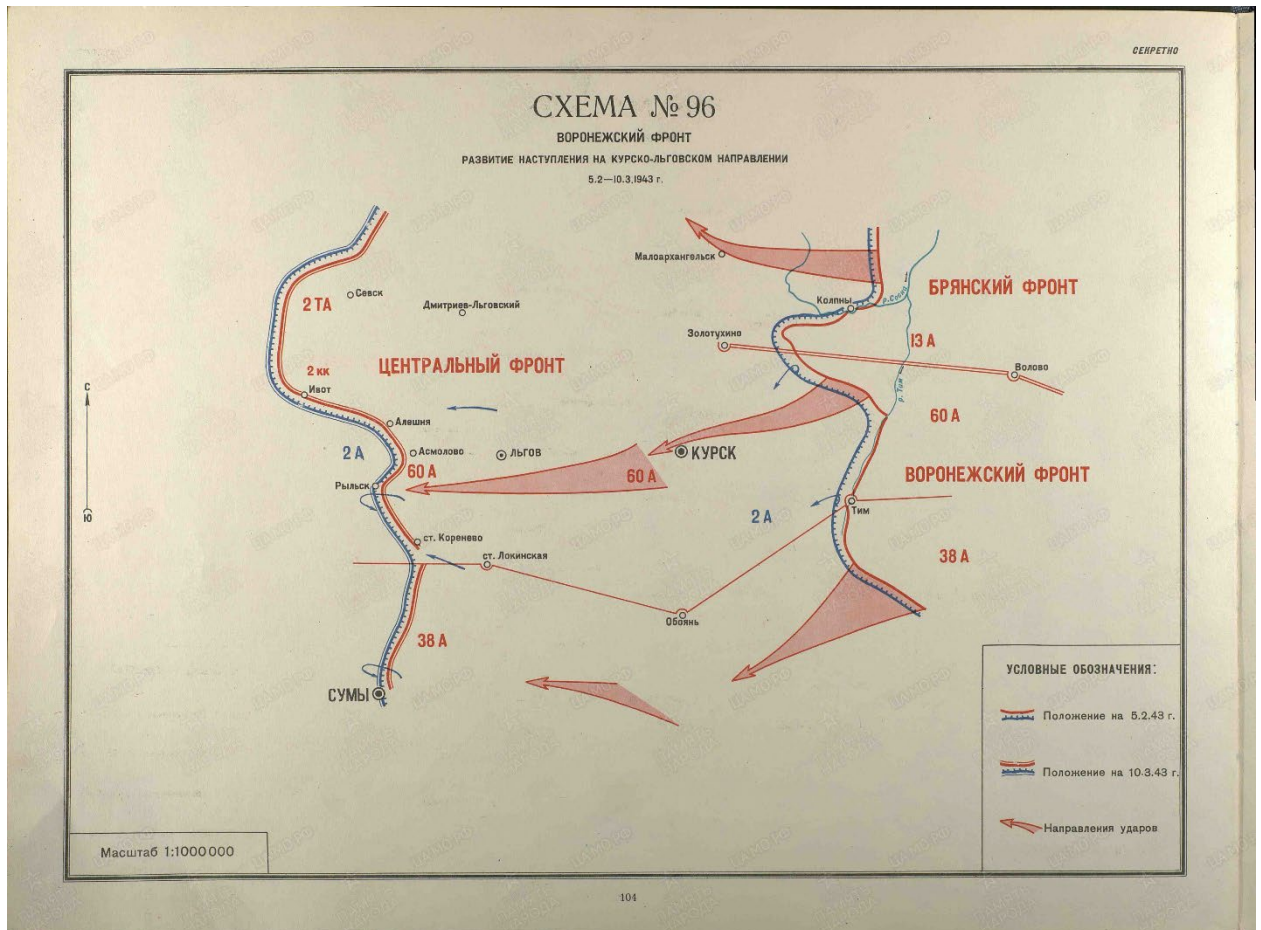 СЕКРЕТНО
СХЕМА № 96
ВОРОНЕЖСКИЙ ФРОНТ
РАЗВИТИЕ НАСТУПЛЕНИЯ НА КУРСКО-ЛЬГОВСКОМ НАПРАВЛЕНИИ
5.2—10.3.1943 г.
Малоархангельск
БРЯНСКИЙ ФРОНТ
Севск
2 ТА
Дмитриев-Льговский
Колпны
р. Сосна
Золотухино
13 А
ЦЕНТРАЛЬНЫЙ ФРОНТ
Волово
2 кк
Ивот
р. Тим
С
Ю
Алешня
60 А
2 А
Асмолово
ЛЬГОВ
КУРСК
60 А
60 А
ВОРОНЕЖСКИЙ ФРОНТ
Рыльск
Тим
2 А
ст. Коренево
ст. Локинская
38 А
Обоянь
38 А
СУМЫ
УСЛОВНЫЕ ОБОЗНАЧЕНИЯ:
Положение на 5.2.43 г.
Положение на 10.3.43 г.
Направления ударов
Масштаб 1:1000000
104